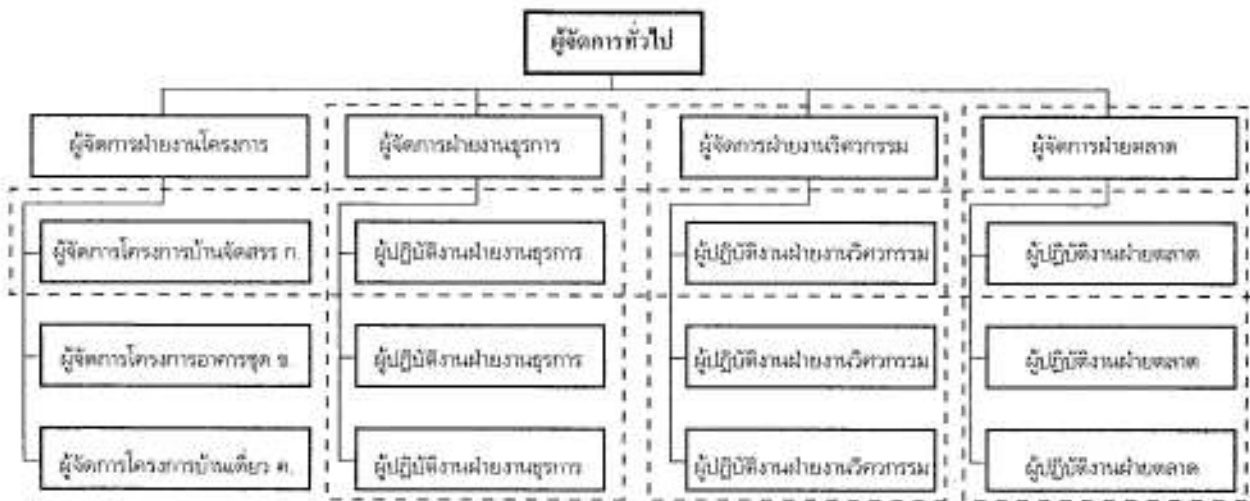 ผู้จัดการทั่วไป
ผู้จัดการฝ่ายงานโครงการ
ผู้จัดการฝ่ายงานธุรการ
ผู้จัดการฝ่ายงานวิศวกรรม
ผู้จัดการฝ่ายตลาด
ผู้จัดการโครงการบ้านจัดสรร ก.
ผู้ปฏิบัติงานฝ่ายงานธุรการ
ผู้ปฏิบัติงานฝ่ายงานวิศวกรรม
ผู้ปฏิบัติงานฝ่ายตลาด
ผู้จัดการโครงการอาคารชุด ข.
ผู้ปฏิบัติงานฝ่ายงานธุรการ
ผู้ปฏิบัติงานฝ่ายงานวิศวกรรม
ผู้ปฏิบัติงานฝ่ายตลาด
ผู้จัดการโครงการบ้านเดี่ยว ค.
ผู้ปฏิบัติงานฝ่ายงานธุรการ
ผู้ปฏิบัติงานฝ่ายงานวิศวกรรม
ผู้ปฏิบัติงานฝ่ายตลาด